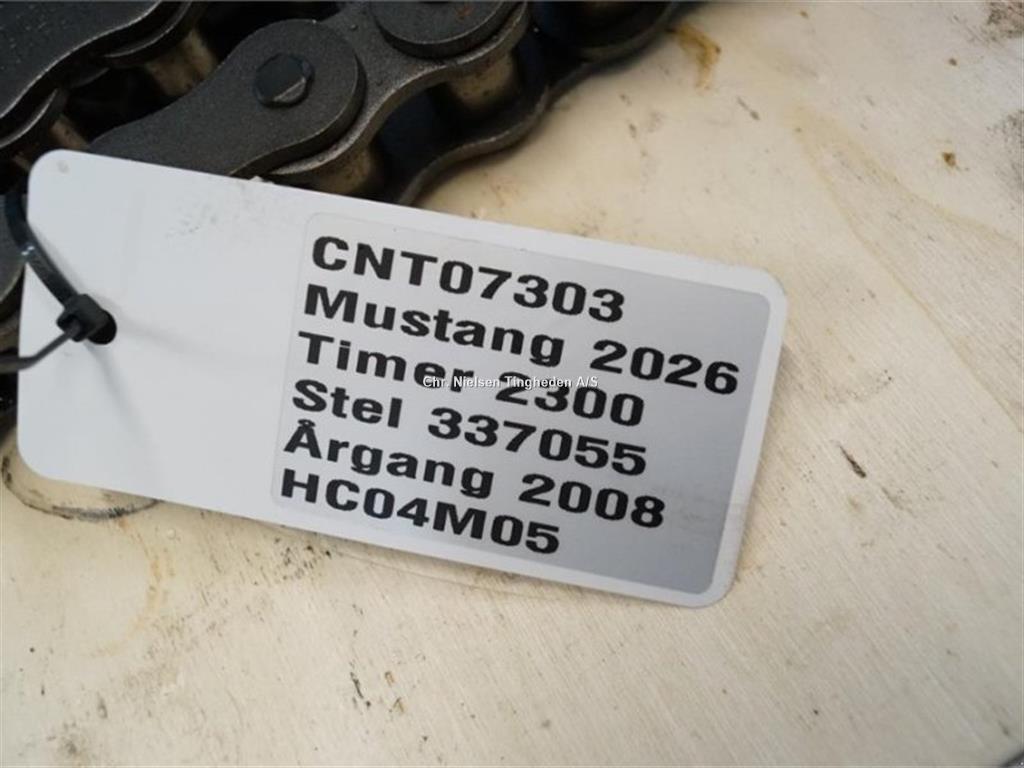 CNT07303
Mustang 2026
Timer 2300
Chr. Nielsen Tingheden A/S
Stel 337055
Årgang 2008
HC04M05